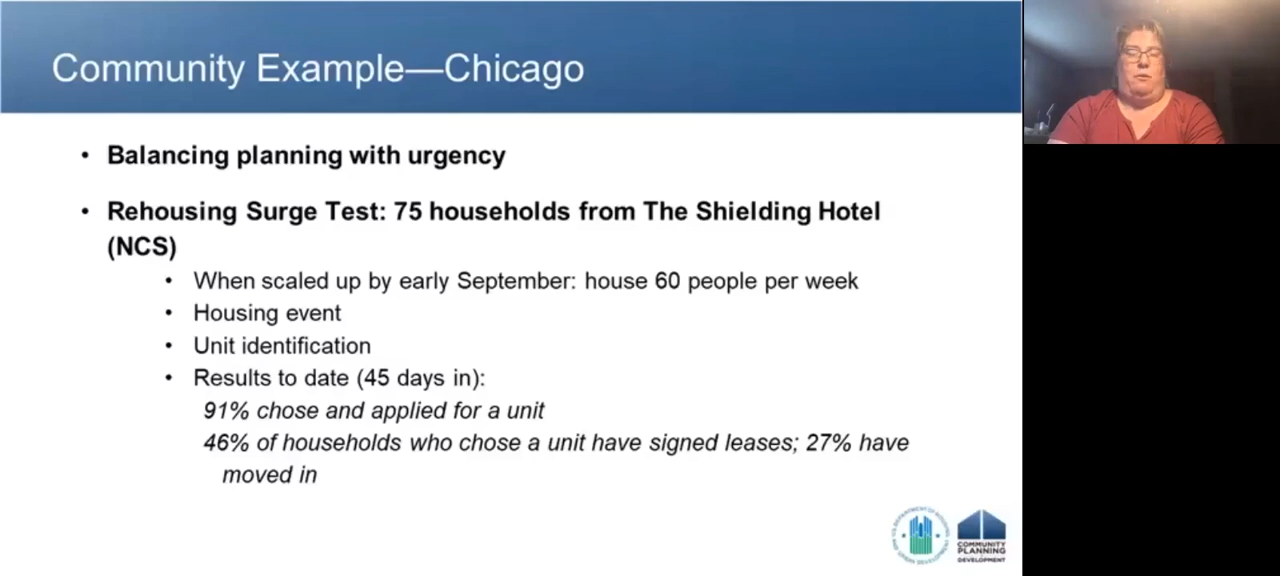 Community Example—Chicago
• Balancing planning with urgency
• Rehousing Surge Test: 75 households from The Shielding Hotel
(NCS)
• When scaled up by early September: house 60 people per week
• Housing event
• Unit identification
• Results to date (45 days in):
91% chose and applied for a unit
46% of households who chose a unit have signed leases; 27% have
moved in
COMMUNITY
PLANNING
DEVELOPMENT